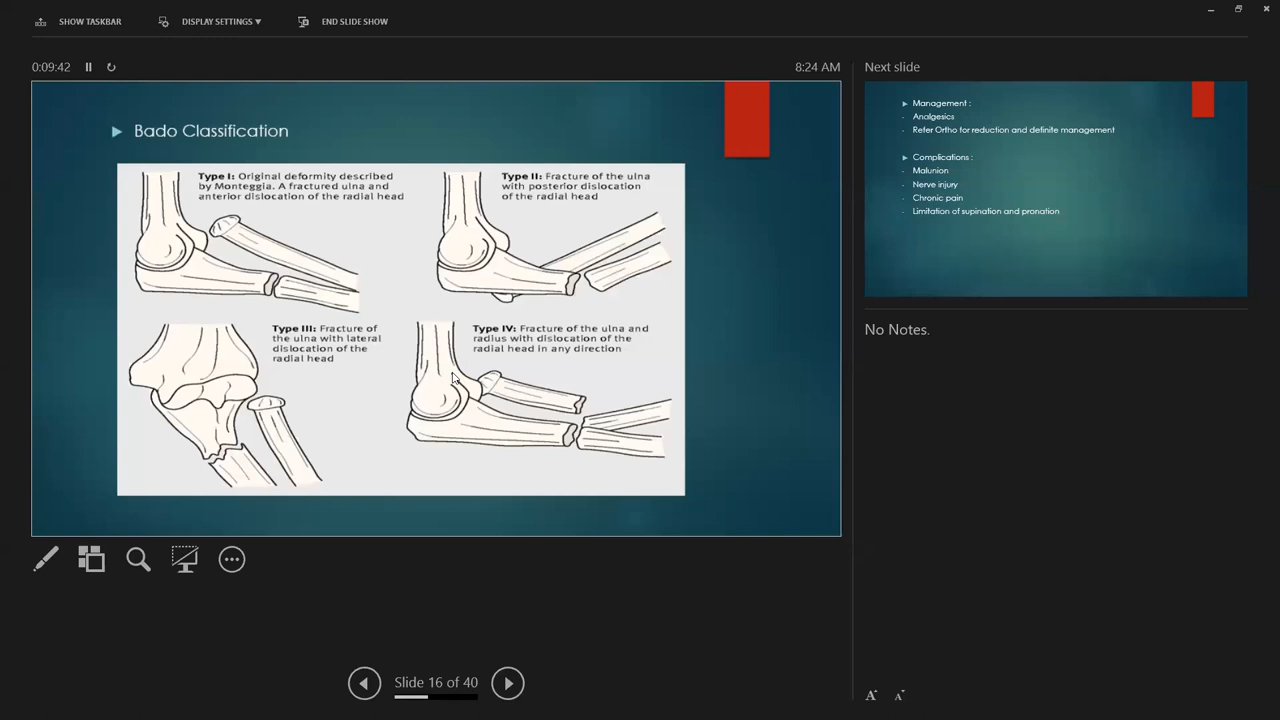 SHOW TASKBAR
DISPLAY SETTINGS ▼
END SLIDE SHOW
0:09:42
8:24 AM
Next slide
Bado Classification
Type I: Original deformity described
by Monteggia. A fractured ulna and
anterior dislocation of the radial head
Type II: Fracture of the ulna
with posterior dislocation
of the radial head
Type III: Fracture of
the ulna with lateral
dislocation of the
radial head
Type IV: Fracture of the ulna and
radius with dislocation of the
radial head in any direction
Management :
- Analgesics
- Refer Ortho for reduction and definite management
Complications :
- Malunion
- Nerve injury
- Chronic pain
- Limitation of supination and pronation
No Notes.
Slide 16 of 40
A A